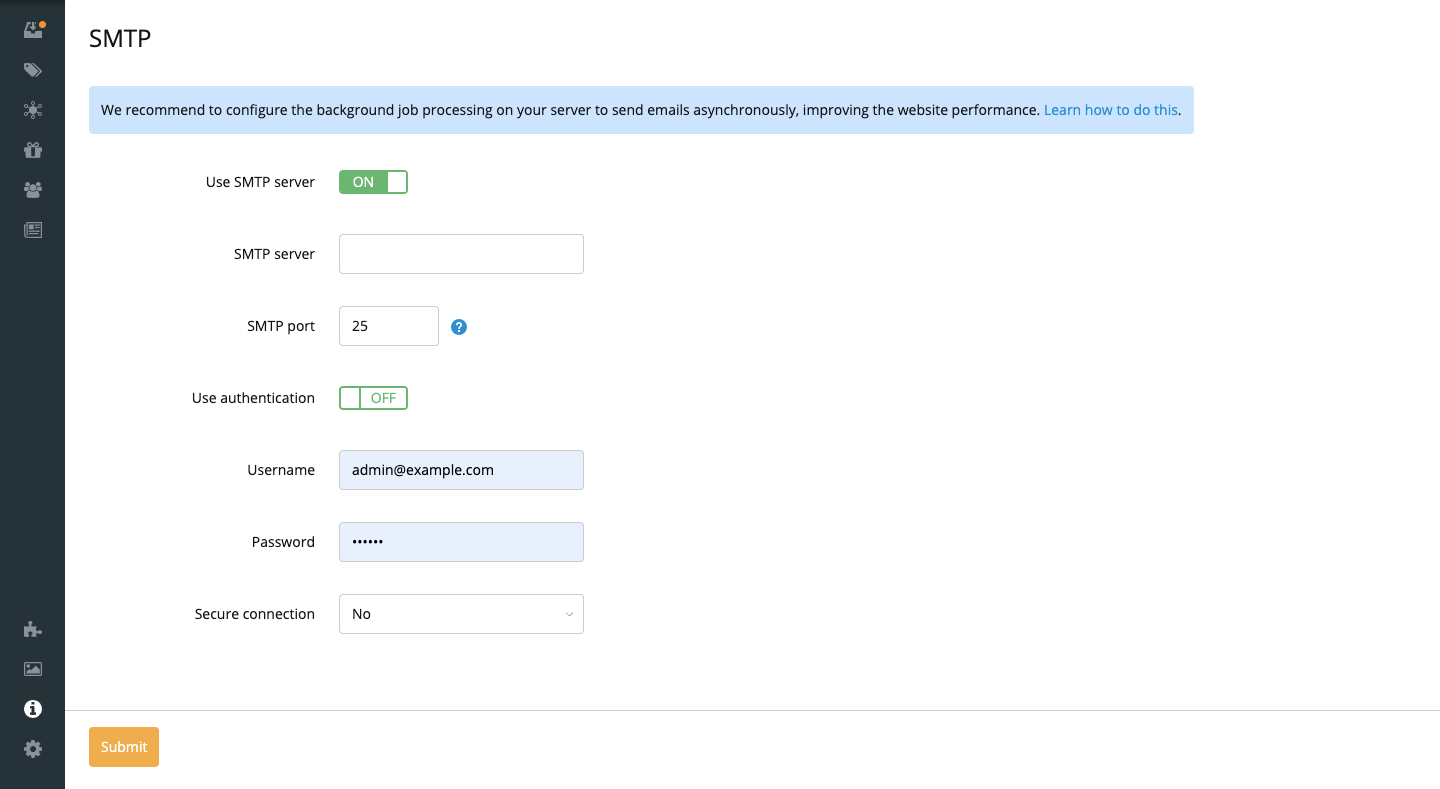 SMTP
We recommend to configure the background job processing on your server to send emails asynchronously, improving the website performance. Learn how to do this.
Use SMTP server ON
SMTP server
SMTP port 25 ?
Use authentication OFF
Username admin@example.com
Password ••••••
Secure connection No
Submit